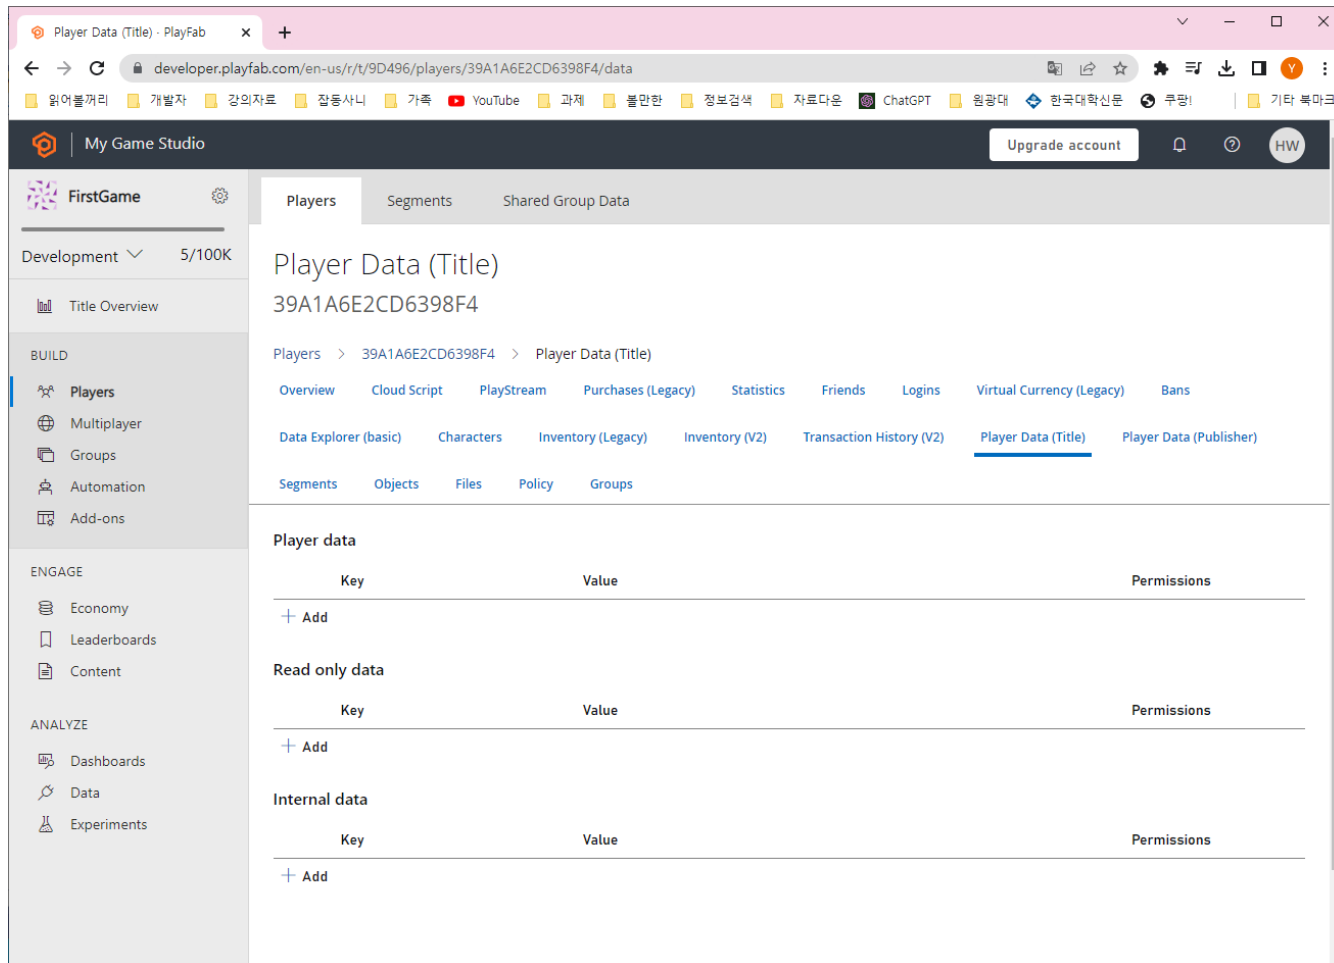 Player Data (Title) · PlayFab
developer.playfab.com/en-us/r/t/9D496/players/39A1A6E2CD6398F4/data
Y
읽어볼꺼리 개발자 강의자료 잡동사니 가족 YouTube 과제 볼만한 정보검색 자료다운 ChatGPT 원광대 한국대학신문 쿠팡! 기타 북마크
My Game Studio
Upgrade account
HW
FirstGame
Players Segments Shared Group Data
Development 5/100K
Player Data (Title)
39A1A6E2CD6398F4
Title Overview
BUILD
Players > 39A1A6E2CD6398F4 > Player Data (Title)
Players
Overview Cloud Script PlayStream Purchases (Legacy) Statistics Friends Logins Virtual Currency (Legacy) Bans
Multiplayer
Data Explorer (basic) Characters Inventory (Legacy) Inventory (V2) Transaction History (V2) Player Data (Title) Player Data (Publisher)
Groups
Automation
Segments Objects Files Policy Groups
Add-ons
Player data
ENGAGE
Key Value Permissions
Economy
+ Add
Leaderboards
Content
Read only data
Key Value Permissions
ANALYZE
+ Add
Dashboards
Data
Internal data
Experiments
Key Value Permissions
+ Add